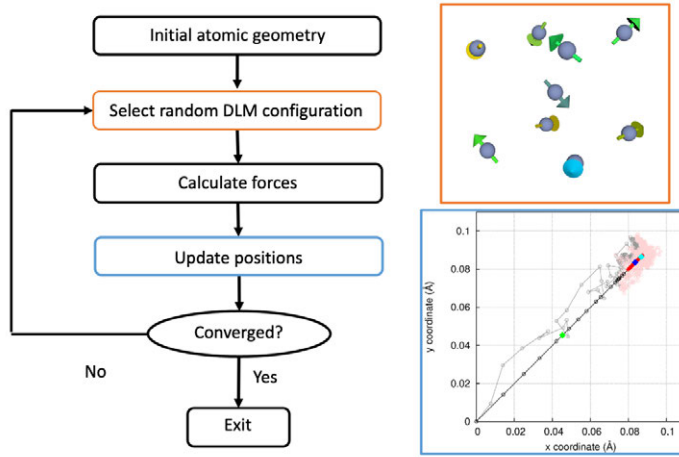 Initial atomic geometry
Select random DLM configuration
Calculate forces
Update positions
Converged?
No
Yes
Exit
y coordinate (Å)
0.1
0.08
0.06
0.04
0.02
0
0
0.02
0.04
0.06
0.08
0.1
x coordinate (Å)